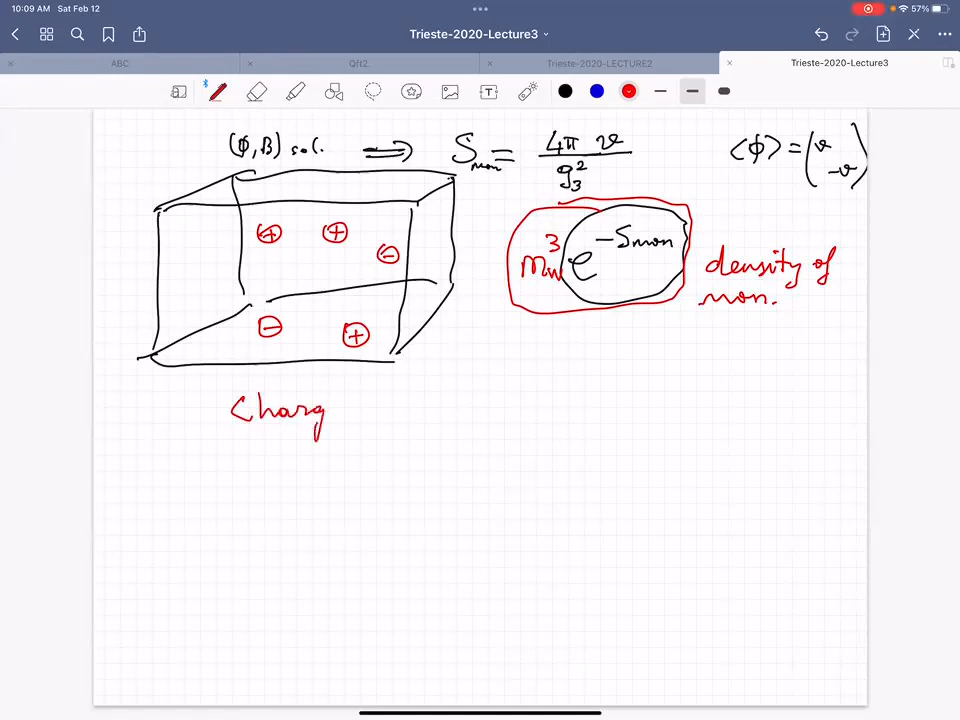 10:09 AM Sat Feb 12
57%
Trieste-2020-Lecture3
ABC
Qft2
Trieste-2020-LECTURE2
Trieste-2020-Lecture3
(ϕ, B) sol. ⟹ S_mon = 4π v / g_3^2
<ϕ> = (v -v)
+ + -
- +
m_W^3 e^{-S_mon}
density of
mon.
Charg